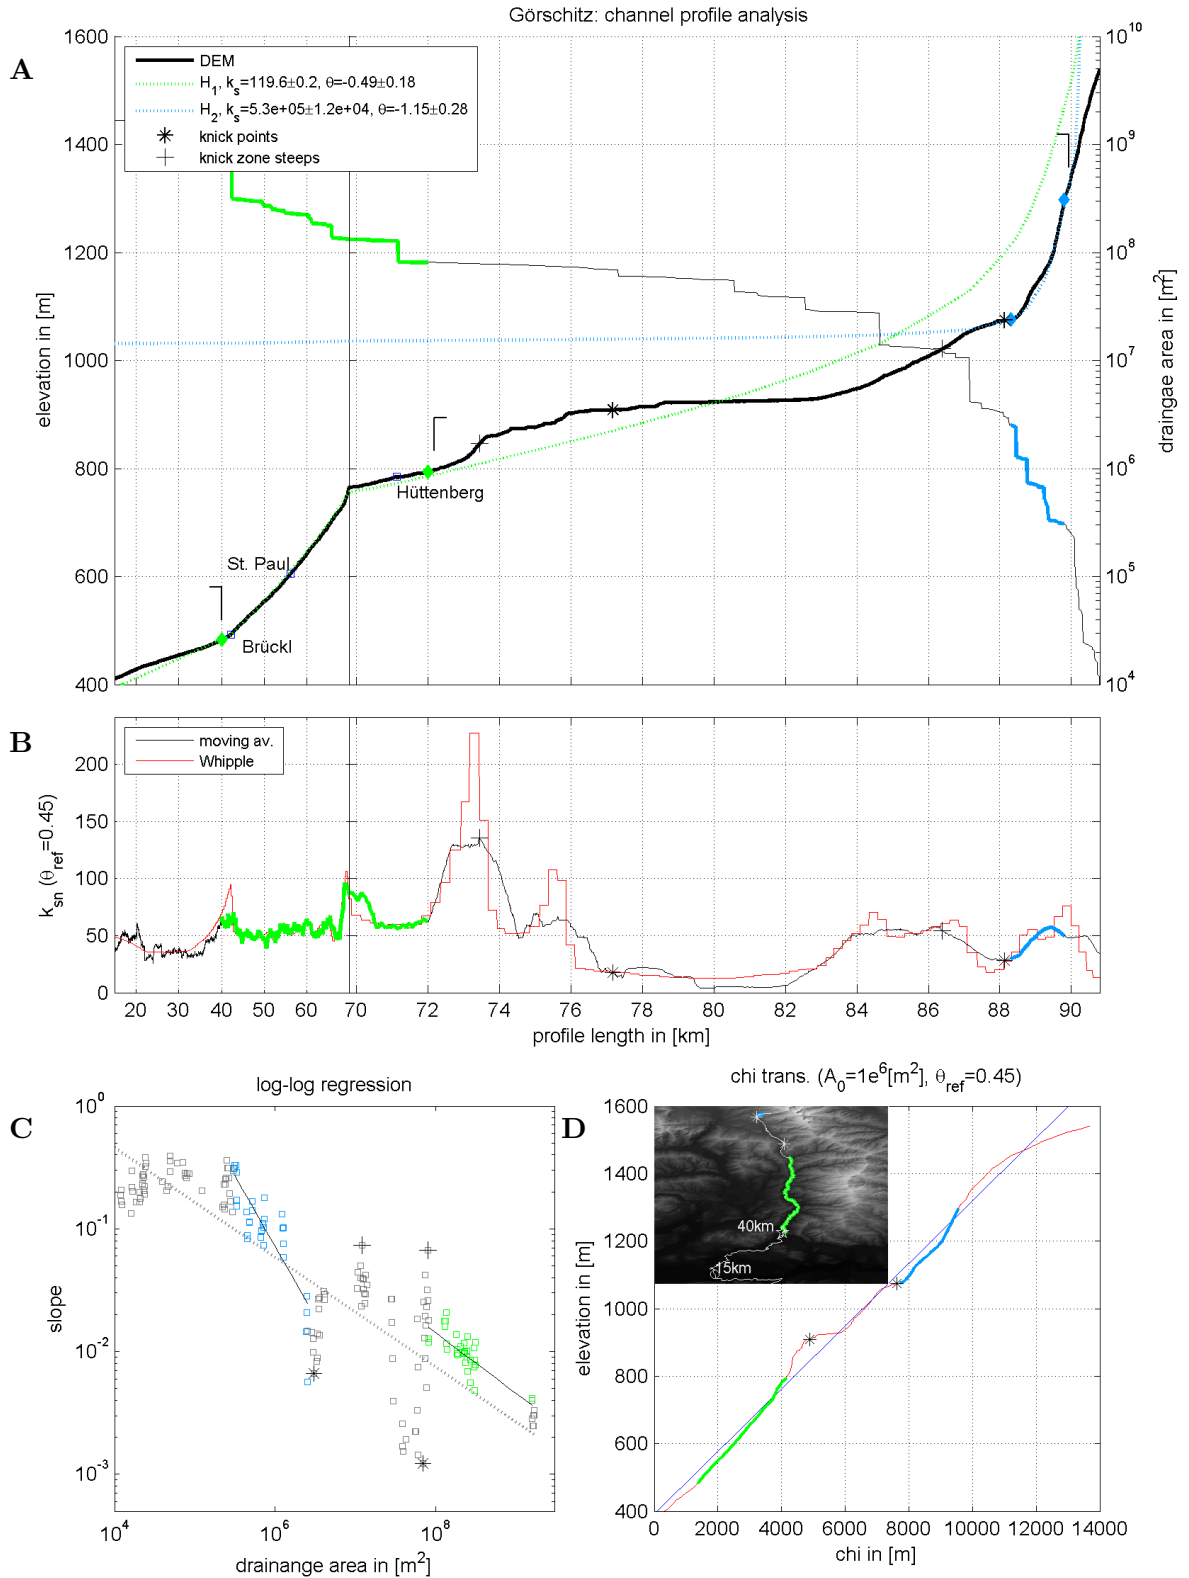 Görschitz: channel profile analysis
A
DEM
H1, ks=119.6±0.2, θ=-0.49±0.18
H2, ks=5.3e+05±1.2e+04, θ=-1.15±0.28
knick points
knick zone steeps
1600
1400
1200
1000
800
600
400
elevation in [m]
10^10
10^9
10^8
10^7
10^6
10^5
10^4
draingae area in [m^2]
Hüttenberg
St. Paul
Brückl
B
moving av.
Whipple
200
150
100
50
0
ksn (θref=0.45)
20 30 40 50 60 70 72 74 76 78 80 82 84 86 88 90
profile length in [km]
log-log regression
C
10^0
10^-1
10^-2
10^-3
slope
10^4 10^6 10^8
drainange area in [m^2]
chi trans. (A0=1e^6[m^2], θref=0.45)
D
1600
1400
1200
1000
800
600
400
elevation in [m]
40km
15km
0 2000 4000 6000 8000 10000 12000 14000
chi in [m]